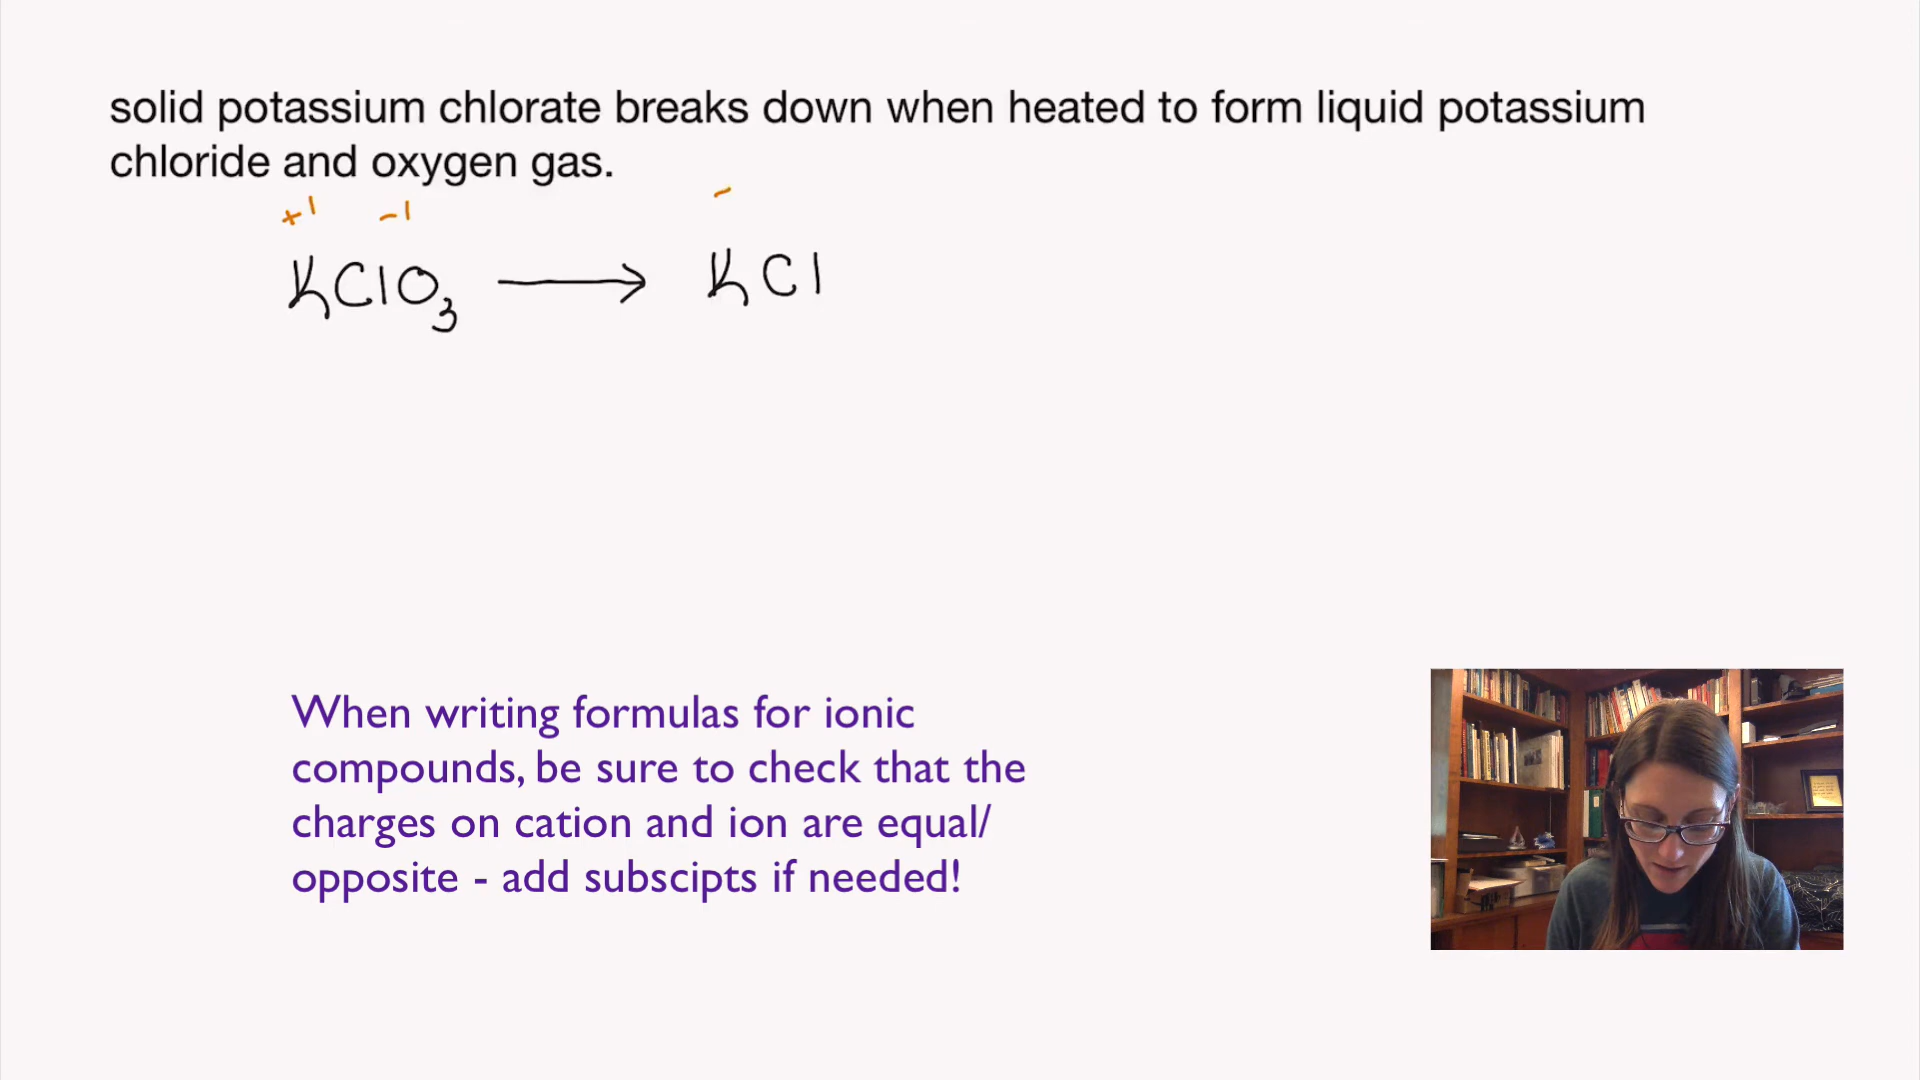 solid potassium chlorate breaks down when heated to form liquid potassium
chloride and oxygen gas.
+1 -1 -
KClO₃ ⟶ KCl
When writing formulas for ionic
compounds, be sure to check that the
charges on cation and ion are equal/
opposite - add subscipts if needed!